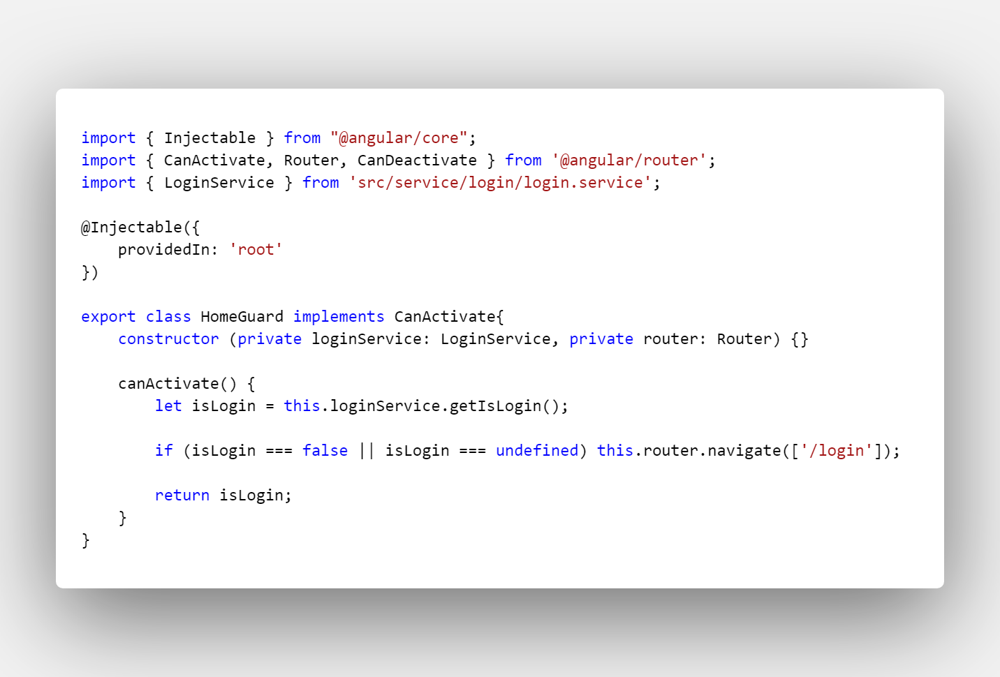 import { Injectable } from "@angular/core";
import { CanActivate, Router, CanDeactivate } from '@angular/router';
import { LoginService } from 'src/service/login/login.service';

@Injectable({
    providedIn: 'root'
})

export class HomeGuard implements CanActivate{
    constructor (private loginService: LoginService, private router: Router) {}

    canActivate() {
        let isLogin = this.loginService.getIsLogin();

        if (isLogin === false || isLogin === undefined) this.router.navigate(['/login']);

        return isLogin;
    }
}